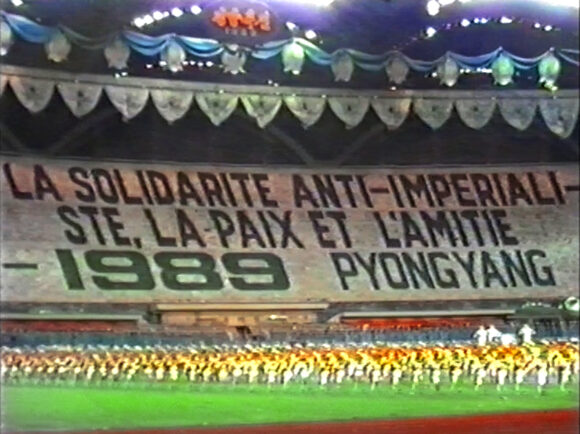 LA SOLIDARITE ANTI-IMPERIALI-
STE, LA PAIX ET L'AMITIE
- 1989 PYONGYANG